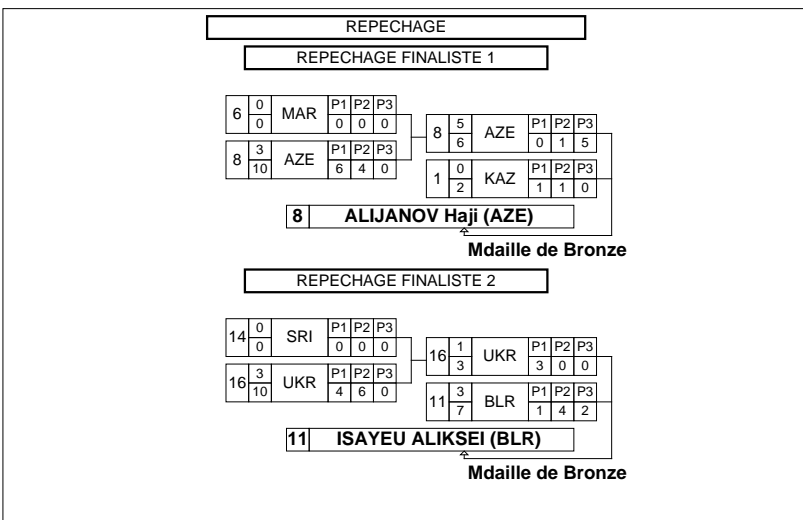 REPECHAGE
REPECHAGE FINALISTE 1
6 0 0 MAR P1 P2 P3 0 0 0
8 3 10 AZE P1 P2 P3 6 4 0
8 5 6 AZE P1 P2 P3 0 1 5
1 0 2 KAZ P1 P2 P3 1 1 0
8 ALIJANOV Haji (AZE)
Mdaille de Bronze
REPECHAGE FINALISTE 2
14 0 0 SRI P1 P2 P3 0 0 0
16 3 10 UKR P1 P2 P3 4 6 0
16 1 3 UKR P1 P2 P3 3 0 0
11 3 7 BLR P1 P2 P3 1 4 2
11 ISAYEU ALIKSEI (BLR)
Mdaille de Bronze